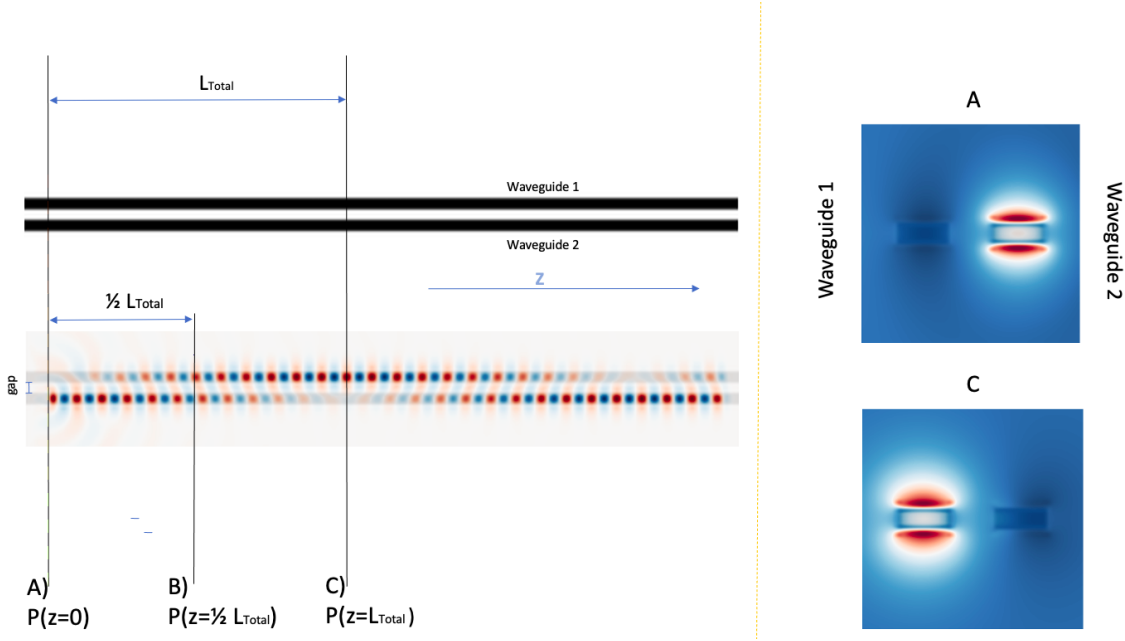 LTotal
Waveguide 1
Waveguide 2
z
½ LTotal
gap
A)
P(z=0)
B)
P(z=½ LTotal)
C)
P(z=LTotal)
A
Waveguide 1
Waveguide 2
C